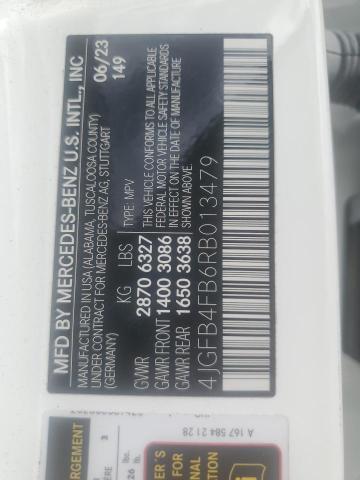 MFD BY MERCEDES-BENZ U.S. INTL., INC
MANUFACTURED IN USA (ALABAMA, TUSCALOOSA COUNTY)
UNDER CONTRACT FOR MERCEDES-BENZ AG, STUTTGART
(GERMANY)
06/23
149
KG LBS TYPE: MPV
GVWR 2870 6327
GAWR FRONT 1400 3086
GAWR REAR 1650 3638
THIS VEHICLE CONFORMS TO ALL APPLICABLE
FEDERAL MOTOR VEHICLE SAFETY STANDARDS
IN EFFECT ON THE DATE OF MANUFACTURE
SHOWN ABOVE.
4JGFB4FB6RB013479
A 167 584 21 28